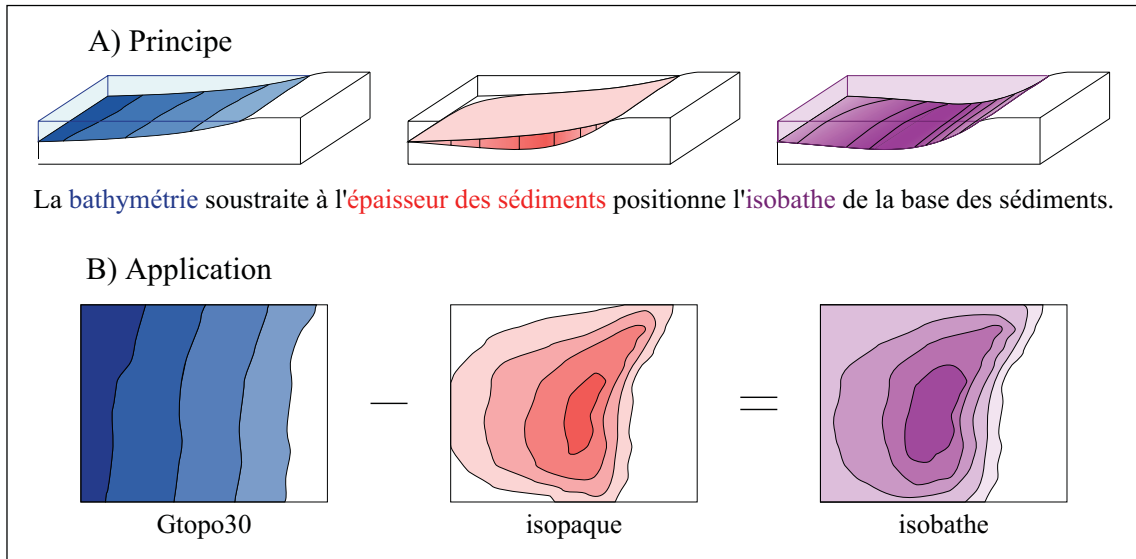 A) Principe
La bathymétrie soustraite à l'épaisseur des sédiments positionne l'isobathe de la base des sédiments.
B) Application
Gtopo30
isopaque
isobathe